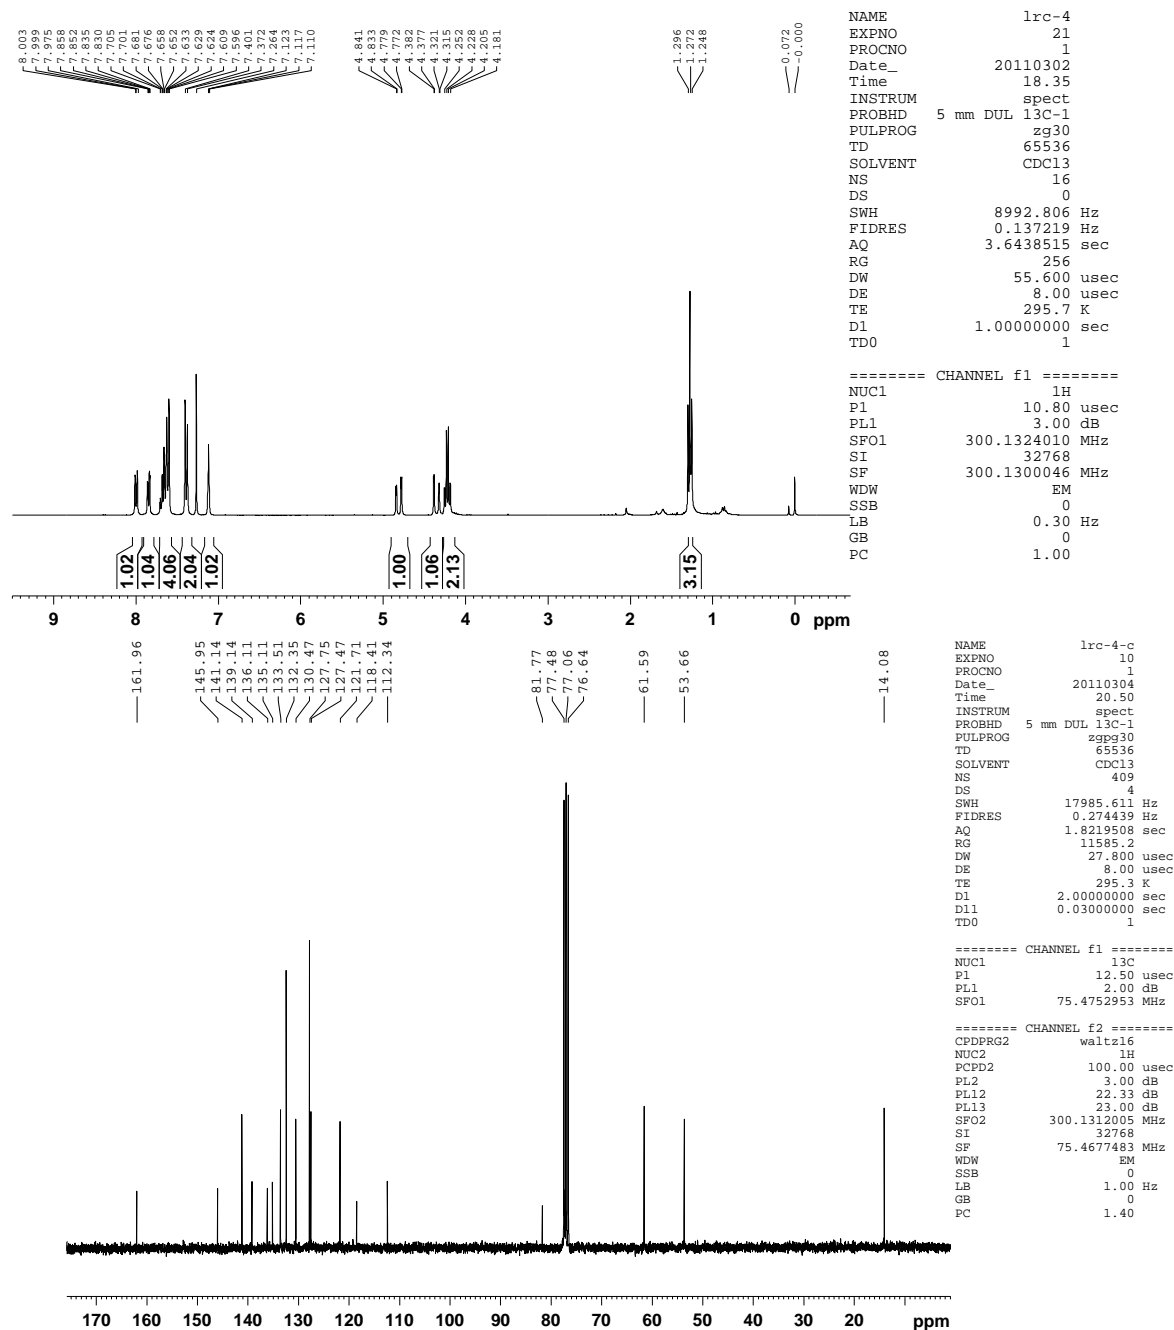 8.003
7.999
7.975
7.858
7.852
7.835
7.830
7.705
7.701
7.681
7.676
7.658
7.652
7.633
7.629
7.624
7.609
7.596
7.401
7.372
7.264
7.123
7.117
7.110
4.841
4.833
4.779
4.772
4.382
4.377
4.321
4.315
4.252
4.228
4.205
4.181
1.296
1.272
1.248
0.072
-0.000
NAME lrc-4
EXPNO 21
PROCNO 1
Date_ 20110302
Time 18.35
INSTRUM spect
PROBHD 5 mm DUL 13C-1
PULPROG zg30
TD 65536
SOLVENT CDCl3
NS 16
DS 0
SWH 8992.806 Hz
FIDRES 0.137219 Hz
AQ 3.6438515 sec
RG 256
DW 55.600 usec
DE 8.00 usec
TE 295.7 K
D1 1.00000000 sec
TD0 1
======== CHANNEL f1 ========
NUC1 1H
P1 10.80 usec
PL1 3.00 dB
SFO1 300.1324010 MHz
SI 32768
SF 300.1300046 MHz
WDW EM
SSB 0
LB 0.30 Hz
GB 0
PC 1.00
1.02
1.04
4.06
2.04
1.02
1.00
1.06
2.13
3.15
9 8 7 6 5 4 3 2 1 0 ppm
161.96
145.95
141.14
139.14
136.11
135.11
133.51
132.35
130.47
127.75
127.47
121.71
118.41
112.34
81.77
77.48
77.06
76.64
61.59
53.66
14.08
NAME lrc-4-c
EXPNO 10
PROCNO 1
Date_ 20110304
Time 20.50
INSTRUM spect
PROBHD 5 mm DUL 13C-1
PULPROG zgpg30
TD 65536
SOLVENT CDCl3
NS 409
DS 4
SWH 17985.611 Hz
FIDRES 0.274439 Hz
AQ 1.8219508 sec
RG 11585.2
DW 27.800 usec
DE 8.00 usec
TE 295.3 K
D1 2.00000000 sec
D11 0.03000000 sec
TD0 1
======== CHANNEL f1 ========
NUC1 13C
P1 12.50 usec
PL1 2.00 dB
SFO1 75.4752953 MHz
======== CHANNEL f2 ========
CPDPRG2 waltz16
NUC2 1H
PCPD2 100.00 usec
PL2 3.00 dB
PL12 22.33 dB
PL13 23.00 dB
SFO2 300.1312005 MHz
SI 32768
SF 75.4677483 MHz
WDW EM
SSB 0
LB 1.00 Hz
GB 0
PC 1.40
170 160 150 140 130 120 110 100 90 80 70 60 50 40 30 20 ppm